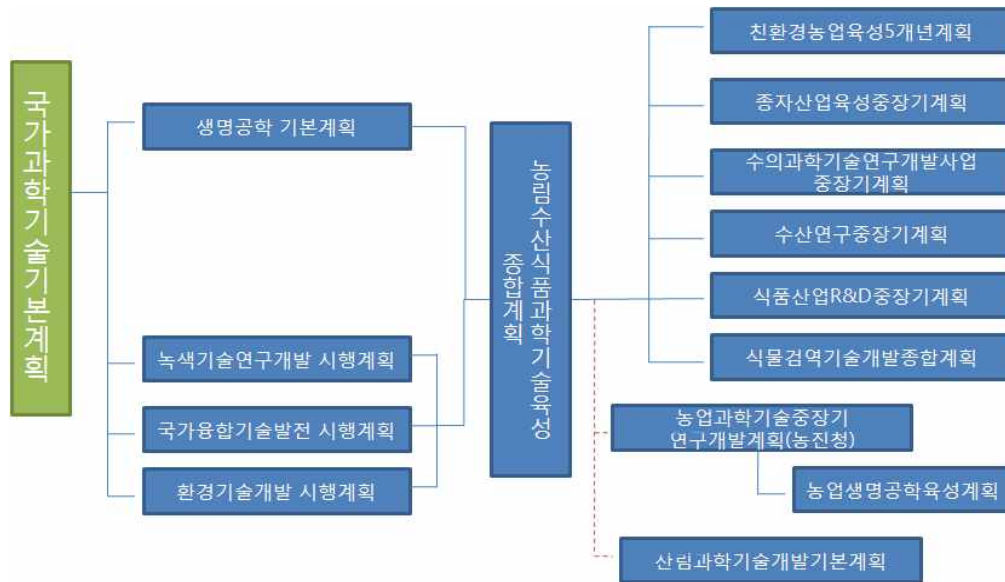 국가과학기술기본계획
생명공학 기본계획
녹색기술연구개발 시행계획
국가융합기술발전 시행계획
환경기술개발 시행계획
농림수산식품과학기술육성
종합계획
친환경농업육성5개년계획
종자산업육성중장기계획
수의과학기술연구개발사업
중장기계획
수산연구중장기계획
식품산업R&D중장기계획
식물검역기술개발종합계획
농업과학기술중장기
연구개발계획(농진청)
농업생명공학육성계획
산림과학기술개발기본계획